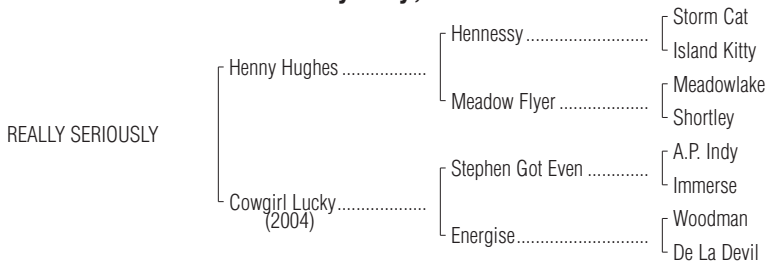 Storm Cat
Hennessy
Island Kitty
Henny Hughes
Meadowlake
Meadow Flyer
Shortley
REALLY SERIOUSLY
A.P. Indy
Stephen Got Even
Immerse
Cowgirl Lucky
(2004)
Woodman
Energise
De La Devil